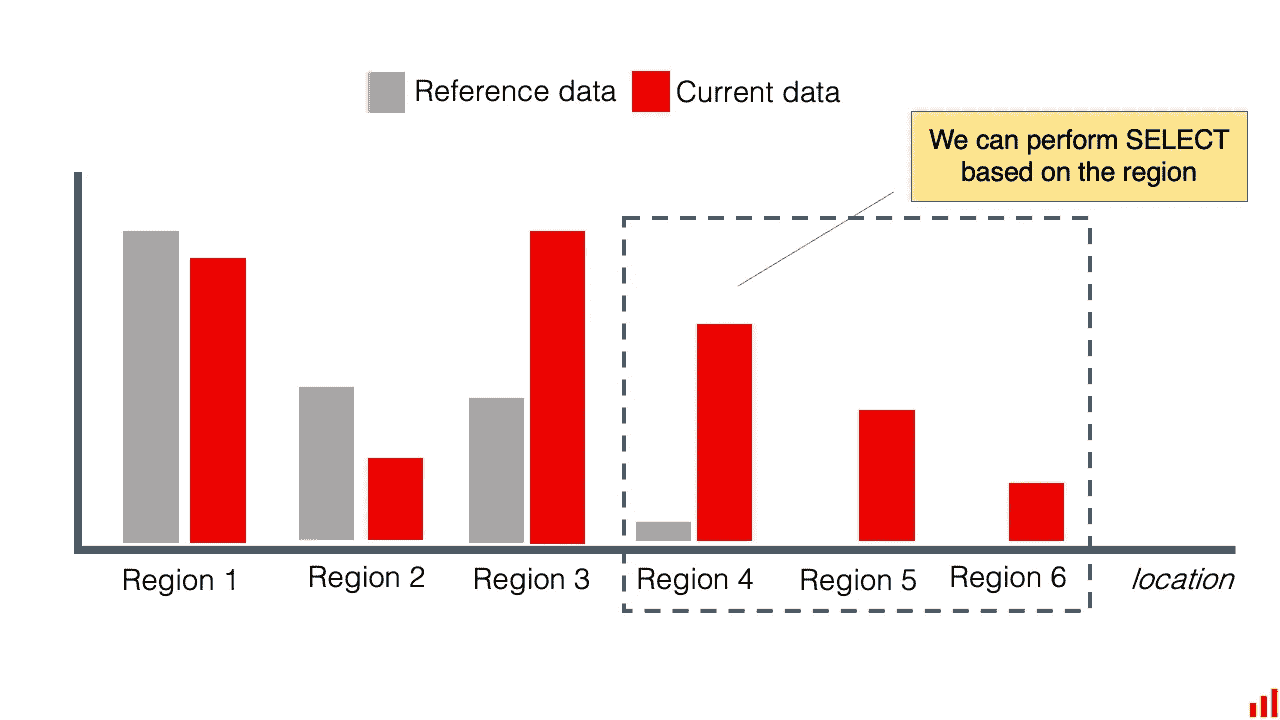 Reference data
Current data
We can perform SELECT
based on the region
Region 1
Region 2
Region 3
Region 4
Region 5
Region 6
location